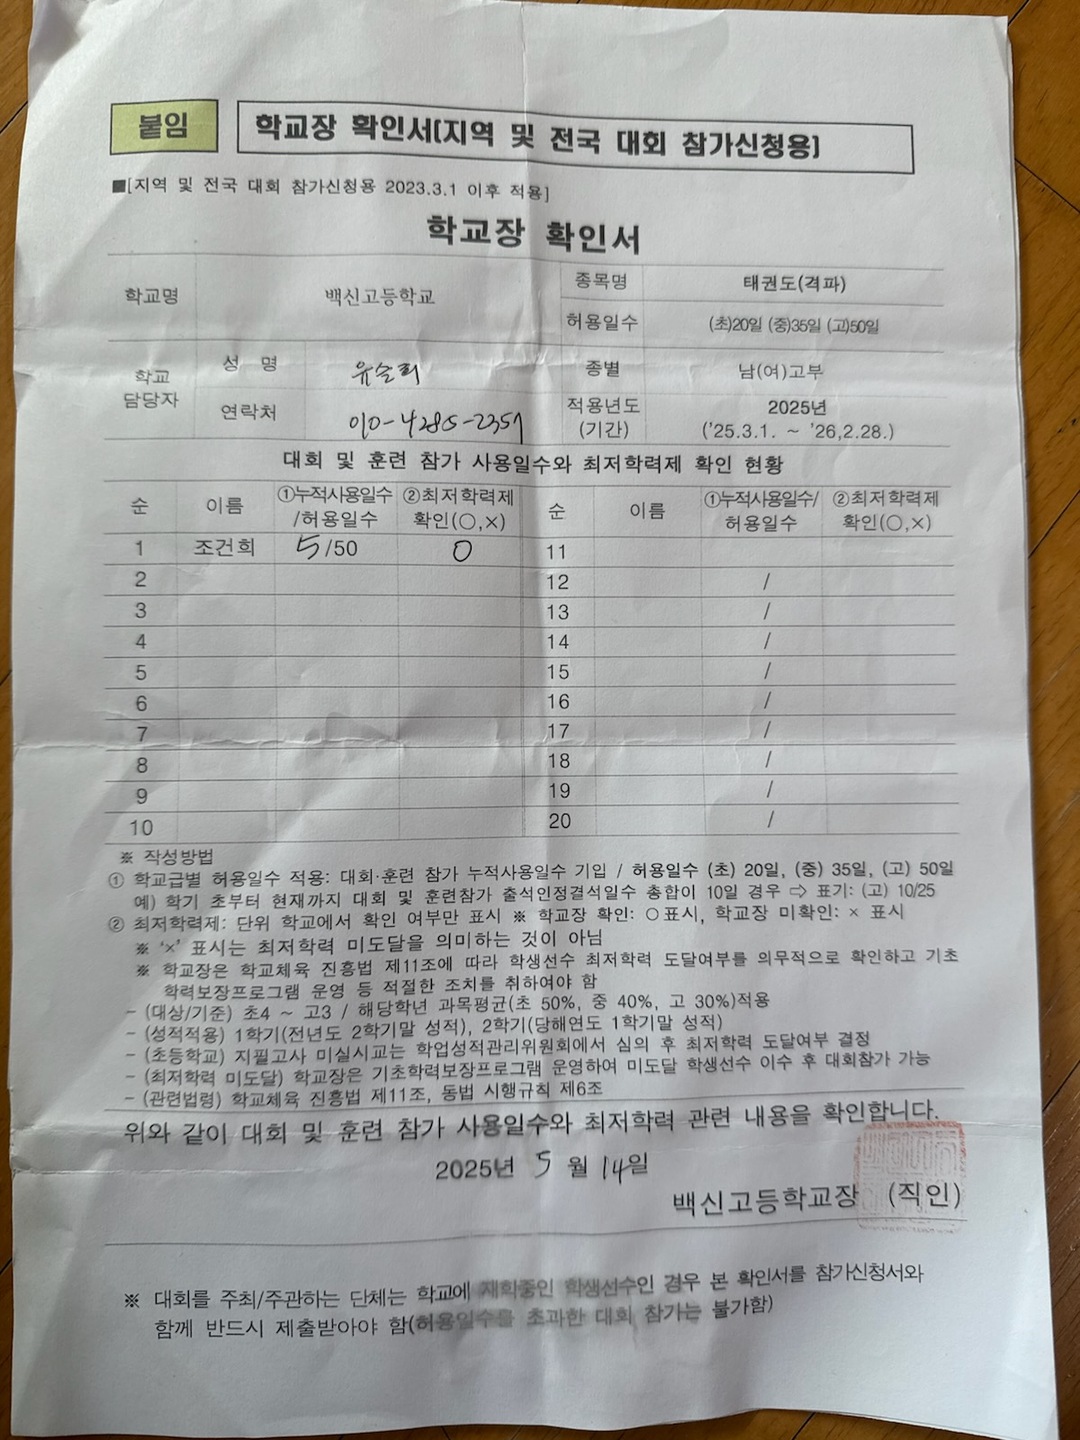 붙임
학교장 확인서[지역 및 전국 대회 참가신청용]
■[지역 및 전국 대회 참가신청용 2023.3.1 이후 적용]
학교장 확인서
학교명 백신고등학교 종목명 태권도(격파)
허용일수 (초)20일 (중)35일 (고)50일
학교 담당자 성 명 유슬리 종별 남(여)고부
연락처 010-4285-2357 적용년도 (기간) 2025년 ('25.3.1. ~ '26,2.28.)
대회 및 훈련 참가 사용일수와 최저학력제 확인 현황
순 이름 ①누적사용일수/허용일수 ②최저학력제 확인(○,×) 순 이름 ①누적사용일수/허용일수 ②최저학력제 확인(○,×)
1 조건희 5/50 O 11
2 12 /
3 13 /
4 14 /
5 15 /
6 16 /
7 17 /
8 18 /
9 19 /
10 20 /
※ 작성방법
① 학교급별 허용일수 적용: 대회·훈련 참가 누적사용일수 기입 / 허용일수 (초) 20일, (중) 35일, (고) 50일
예) 학기 초부터 현재까지 대회 및 훈련참가 출석인정결석일수 총합이 10일 경우 ⇨ 표기: (고) 10/25
② 최저학력제: 단위 학교에서 확인 여부만 표시 ※ 학교장 확인: ○표시, 학교장 미확인: × 표시
※ '×' 표시는 최저학력 미도달을 의미하는 것이 아님
※ 학교장은 학교체육 진흥법 제11조에 따라 학생선수 최저학력 도달여부를 의무적으로 확인하고 기초
학력보장프로그램 운영 등 적절한 조치를 취하여야 함
- (대상/기준) 초4 ~ 고3 / 해당학년 과목평균(초 50%, 중 40%, 고 30%)적용
- (성적적용) 1학기(전년도 2학기말 성적), 2학기(당해연도 1학기말 성적)
- (초등학교) 지필고사 미실시교는 학업성적관리위원회에서 심의 후 최저학력 도달여부 결정
- (최저학력 미도달) 학교장은 기초학력보장프로그램 운영하여 미도달 학생선수 이수 후 대회참가 가능
- (관련법령) 학교체육 진흥법 제11조, 동법 시행규칙 제6조
위와 같이 대회 및 훈련 참가 사용일수와 최저학력 관련 내용을 확인합니다.
2025년 5 월 14일
백신고등학교장 (직인)
※ 대회를 주최/주관하는 단체는 학교에 재학중인 학생선수인 경우 본 확인서를 참가신청서와
함께 반드시 제출받아야 함(허용일수를 초과한 대회 참가는 불가함)